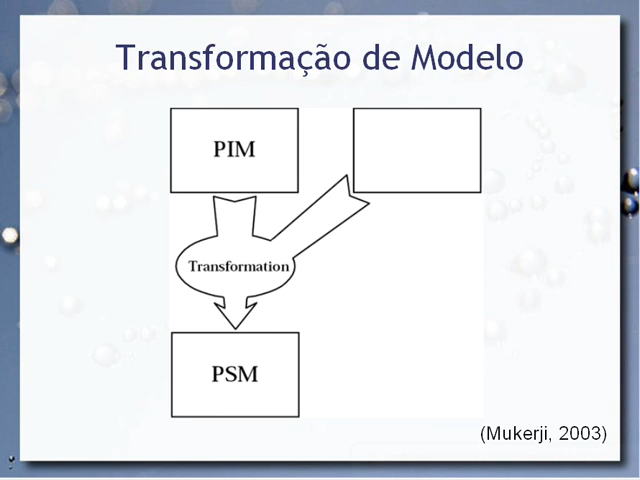 Transformação de Modelo
PIM
Transformation
PSM
(Mukerji, 2003)